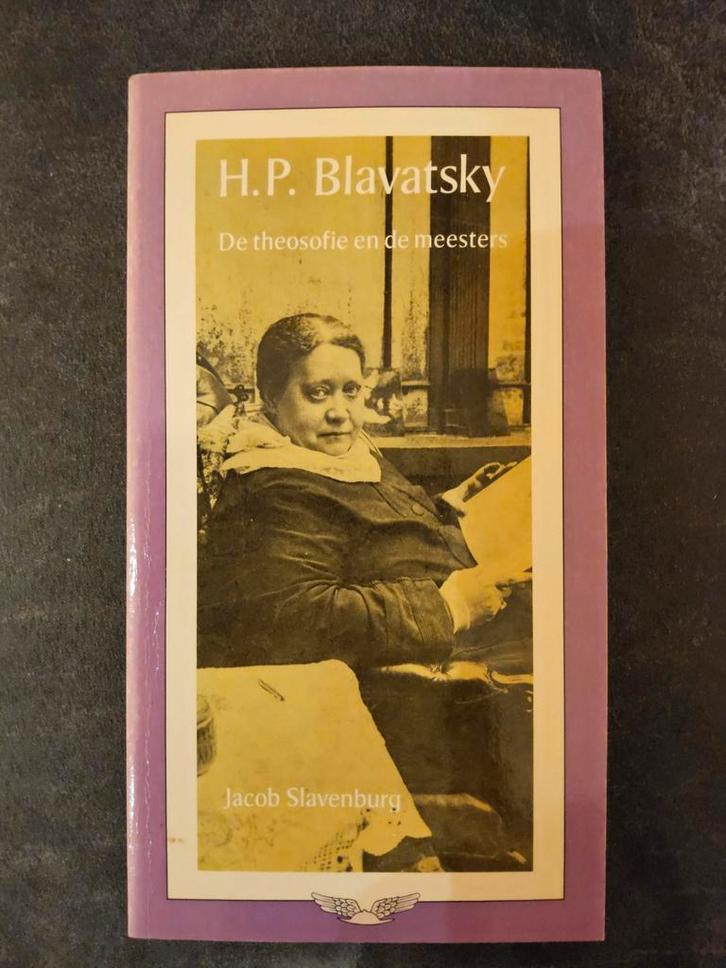 H.P. Blavatsky
De theosofie en de meesters
Jacob Slavenburg